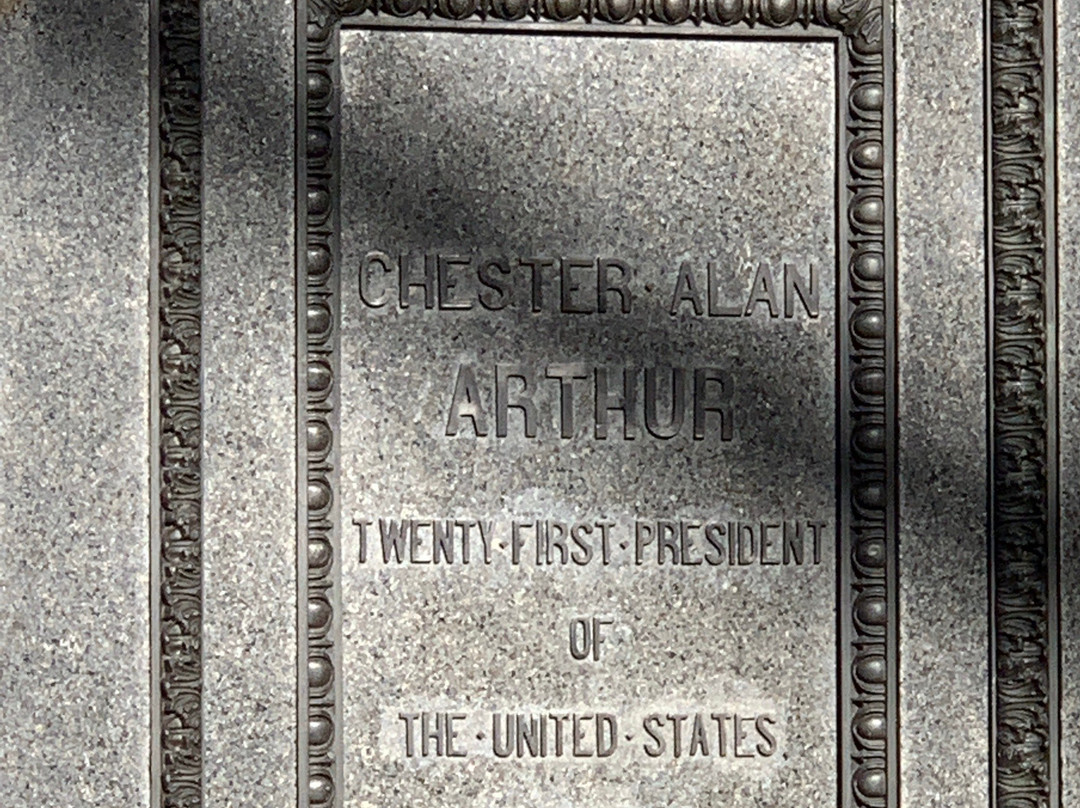 CHESTER·ALAN
ARTHUR
TWENTY·FIRST·PRESIDENT
OF
THE·UNITED·STATES